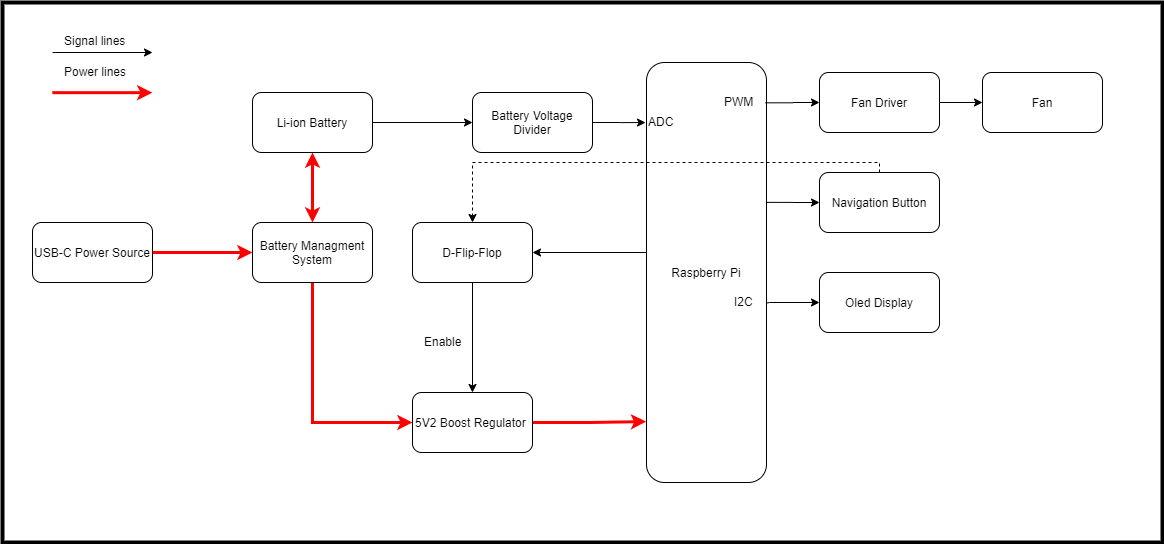 Signal lines
Power lines
Li-ion Battery
Battery Voltage
Divider
ADC
PWM
Fan Driver
Fan
Navigation Button
USB-C Power Source
Battery Managment
System
D-Flip-Flop
Raspberry Pi
I2C
Oled Display
Enable
5V2 Boost Regulator